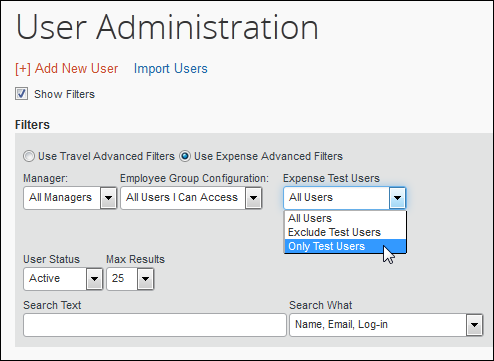 User Administration
[+] Add New User Import Users
Show Filters
Filters
Use Travel Advanced Filters Use Expense Advanced Filters
Manager: Employee Group Configuration: Expense Test Users
All Managers All Users I Can Access All Users
All Users
Exclude Test Users
Only Test Users
User Status Max Results
Active 25
Search Text Search What
Name, Email, Log-in